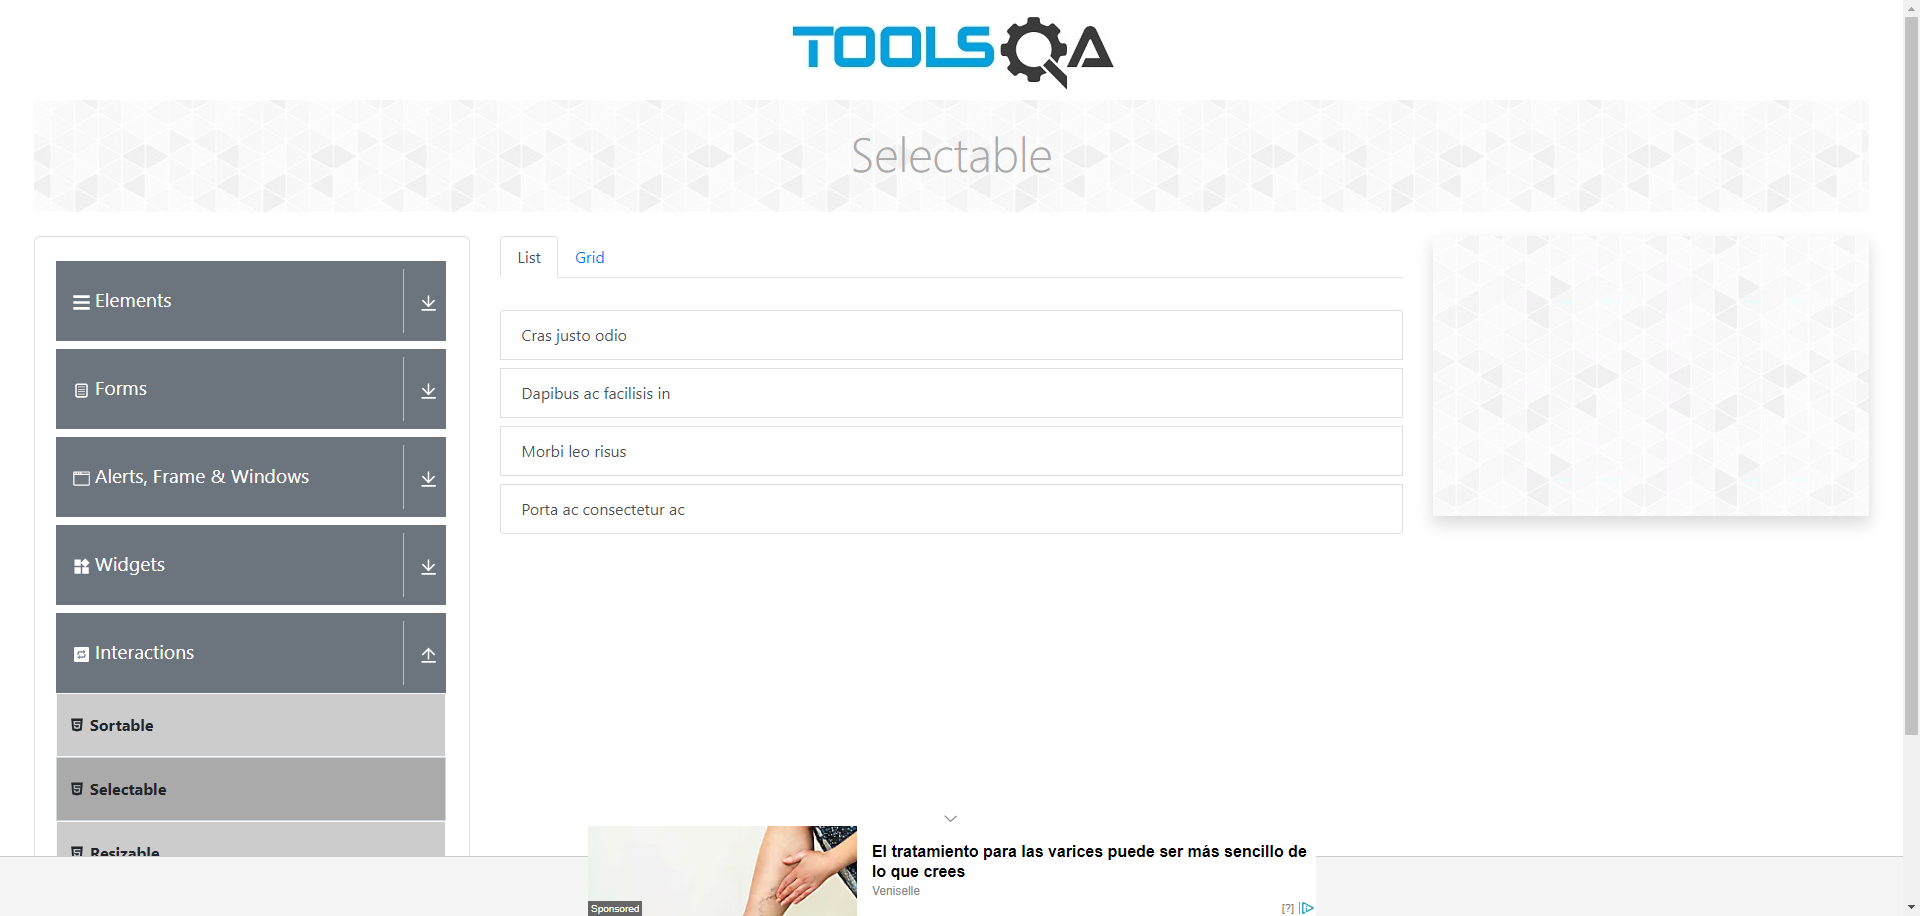 TOOLSQA
Selectable
Elements
Forms
Alerts, Frame & Windows
Widgets
Interactions
Sortable
Selectable
Resizable
List
Grid
Cras justo odio
Dapibus ac facilisis in
Morbi leo risus
Porta ac consectetur ac
El tratamiento para las varices puede ser más sencillo de
lo que crees
Veniselle
Sponsored
[?]